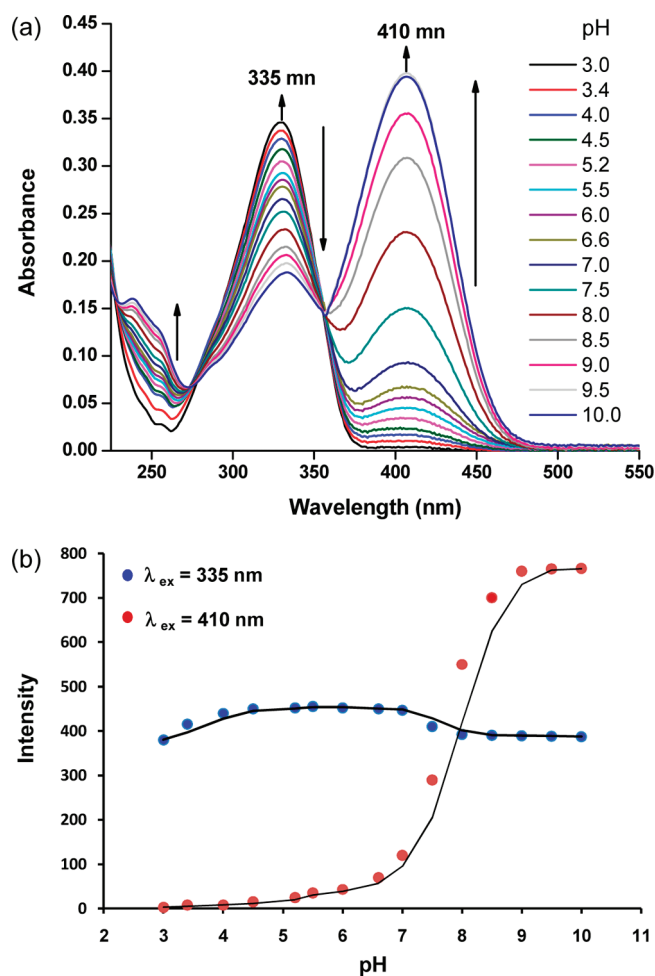 (a)
335 mn
410 mn
pH
3.0
3.4
4.0
4.5
5.2
5.5
6.0
6.6
7.0
7.5
8.0
8.5
9.0
9.5
10.0
0.45
0.40
0.35
0.30
0.25
0.20
0.15
0.10
0.05
0.00
Absorbance
250 300 350 400 450 500 550
Wavelength (nm)
(b)
λ ex = 335 nm
λ ex = 410 nm
800
700
600
500
400
300
200
100
0
Intensity
2 3 4 5 6 7 8 9 10 11
pH